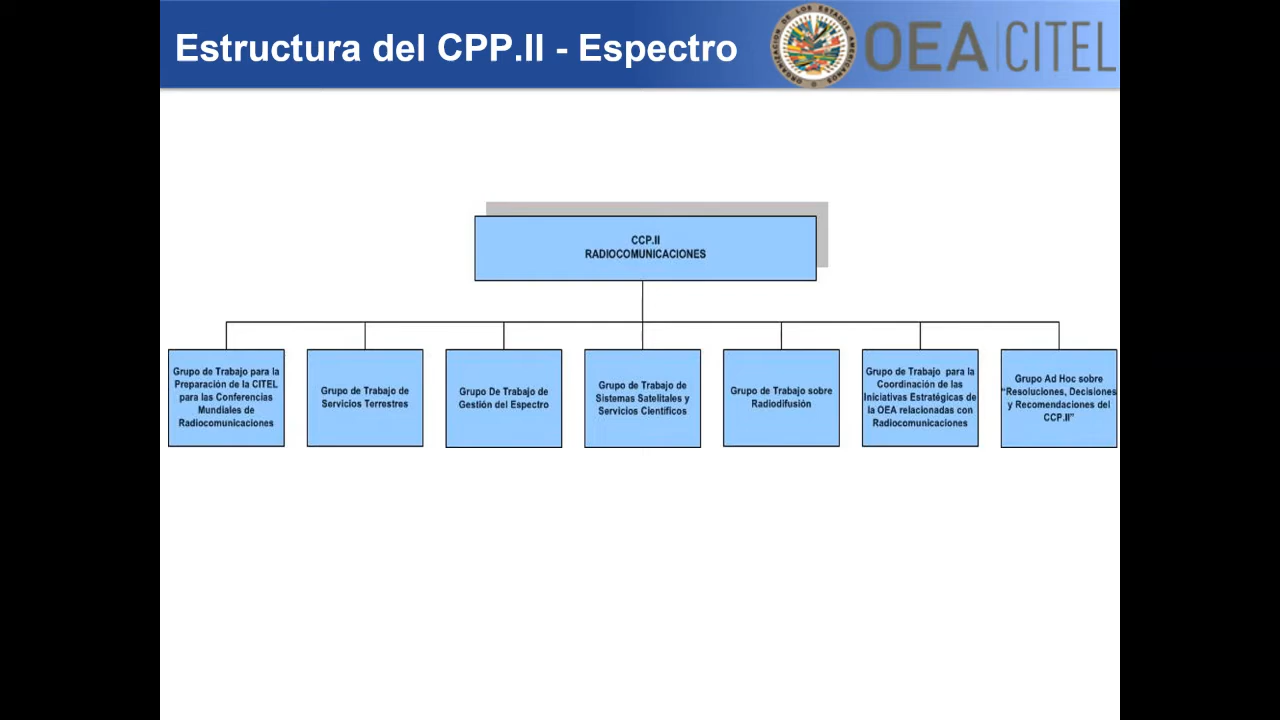 Estructura del CPP.II - Espectro
OEA CITEL
CCP.II
RADIOCOMUNICACIONES
Grupo de Trabajo para la
Preparación de la CITEL
para las Conferencias
Mundiales de
Radiocomunicaciones
Grupo de Trabajo de
Servicios Terrestres
Grupo De Trabajo de
Gestión del Espectro
Grupo de Trabajo de
Sistemas Satelitales y
Servicios Científicos
Grupo de Trabajo sobre
Radiodifusión
Grupo de Trabajo para la
Coordinación de las
Iniciativas Estratégicas de
la OEA relacionadas con
Radiocomunicaciones
Grupo Ad Hoc sobre
“Resoluciones, Decisiones
y Recomendaciones del
CCP.II”